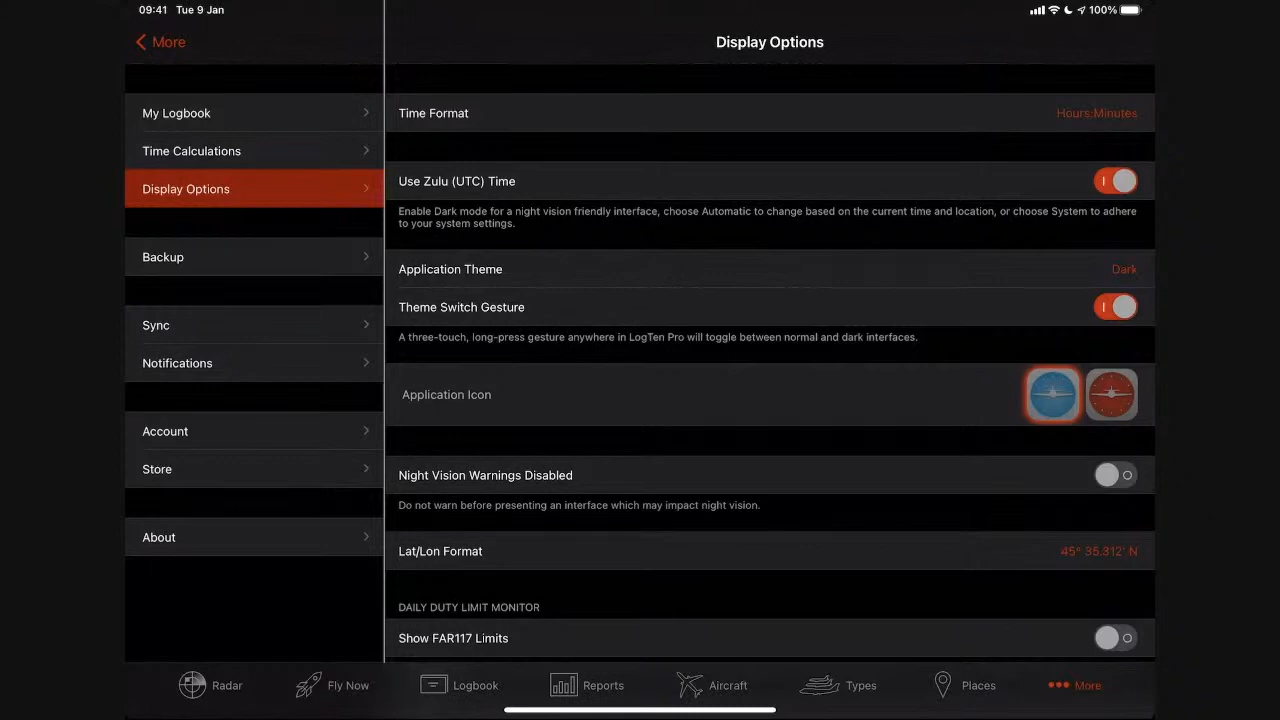 09:41 Tue 9 Jan
100%
More
Display Options
My Logbook
Time Calculations
Display Options
Backup
Sync
Notifications
Account
Store
About
Time Format Hours:Minutes
Use Zulu (UTC) Time
Enable Dark mode for a night vision friendly interface, choose Automatic to change based on the current time and location, or choose System to adhere
to your system settings.
Application Theme Dark
Theme Switch Gesture
A three-touch, long-press gesture anywhere in LogTen Pro will toggle between normal and dark interfaces.
Application Icon
Night Vision Warnings Disabled
Do not warn before presenting an interface which may impact night vision.
Lat/Lon Format 45° 35.312' N
DAILY DUTY LIMIT MONITOR
Show FAR117 Limits
Radar Fly Now Logbook Reports Aircraft Types Places More